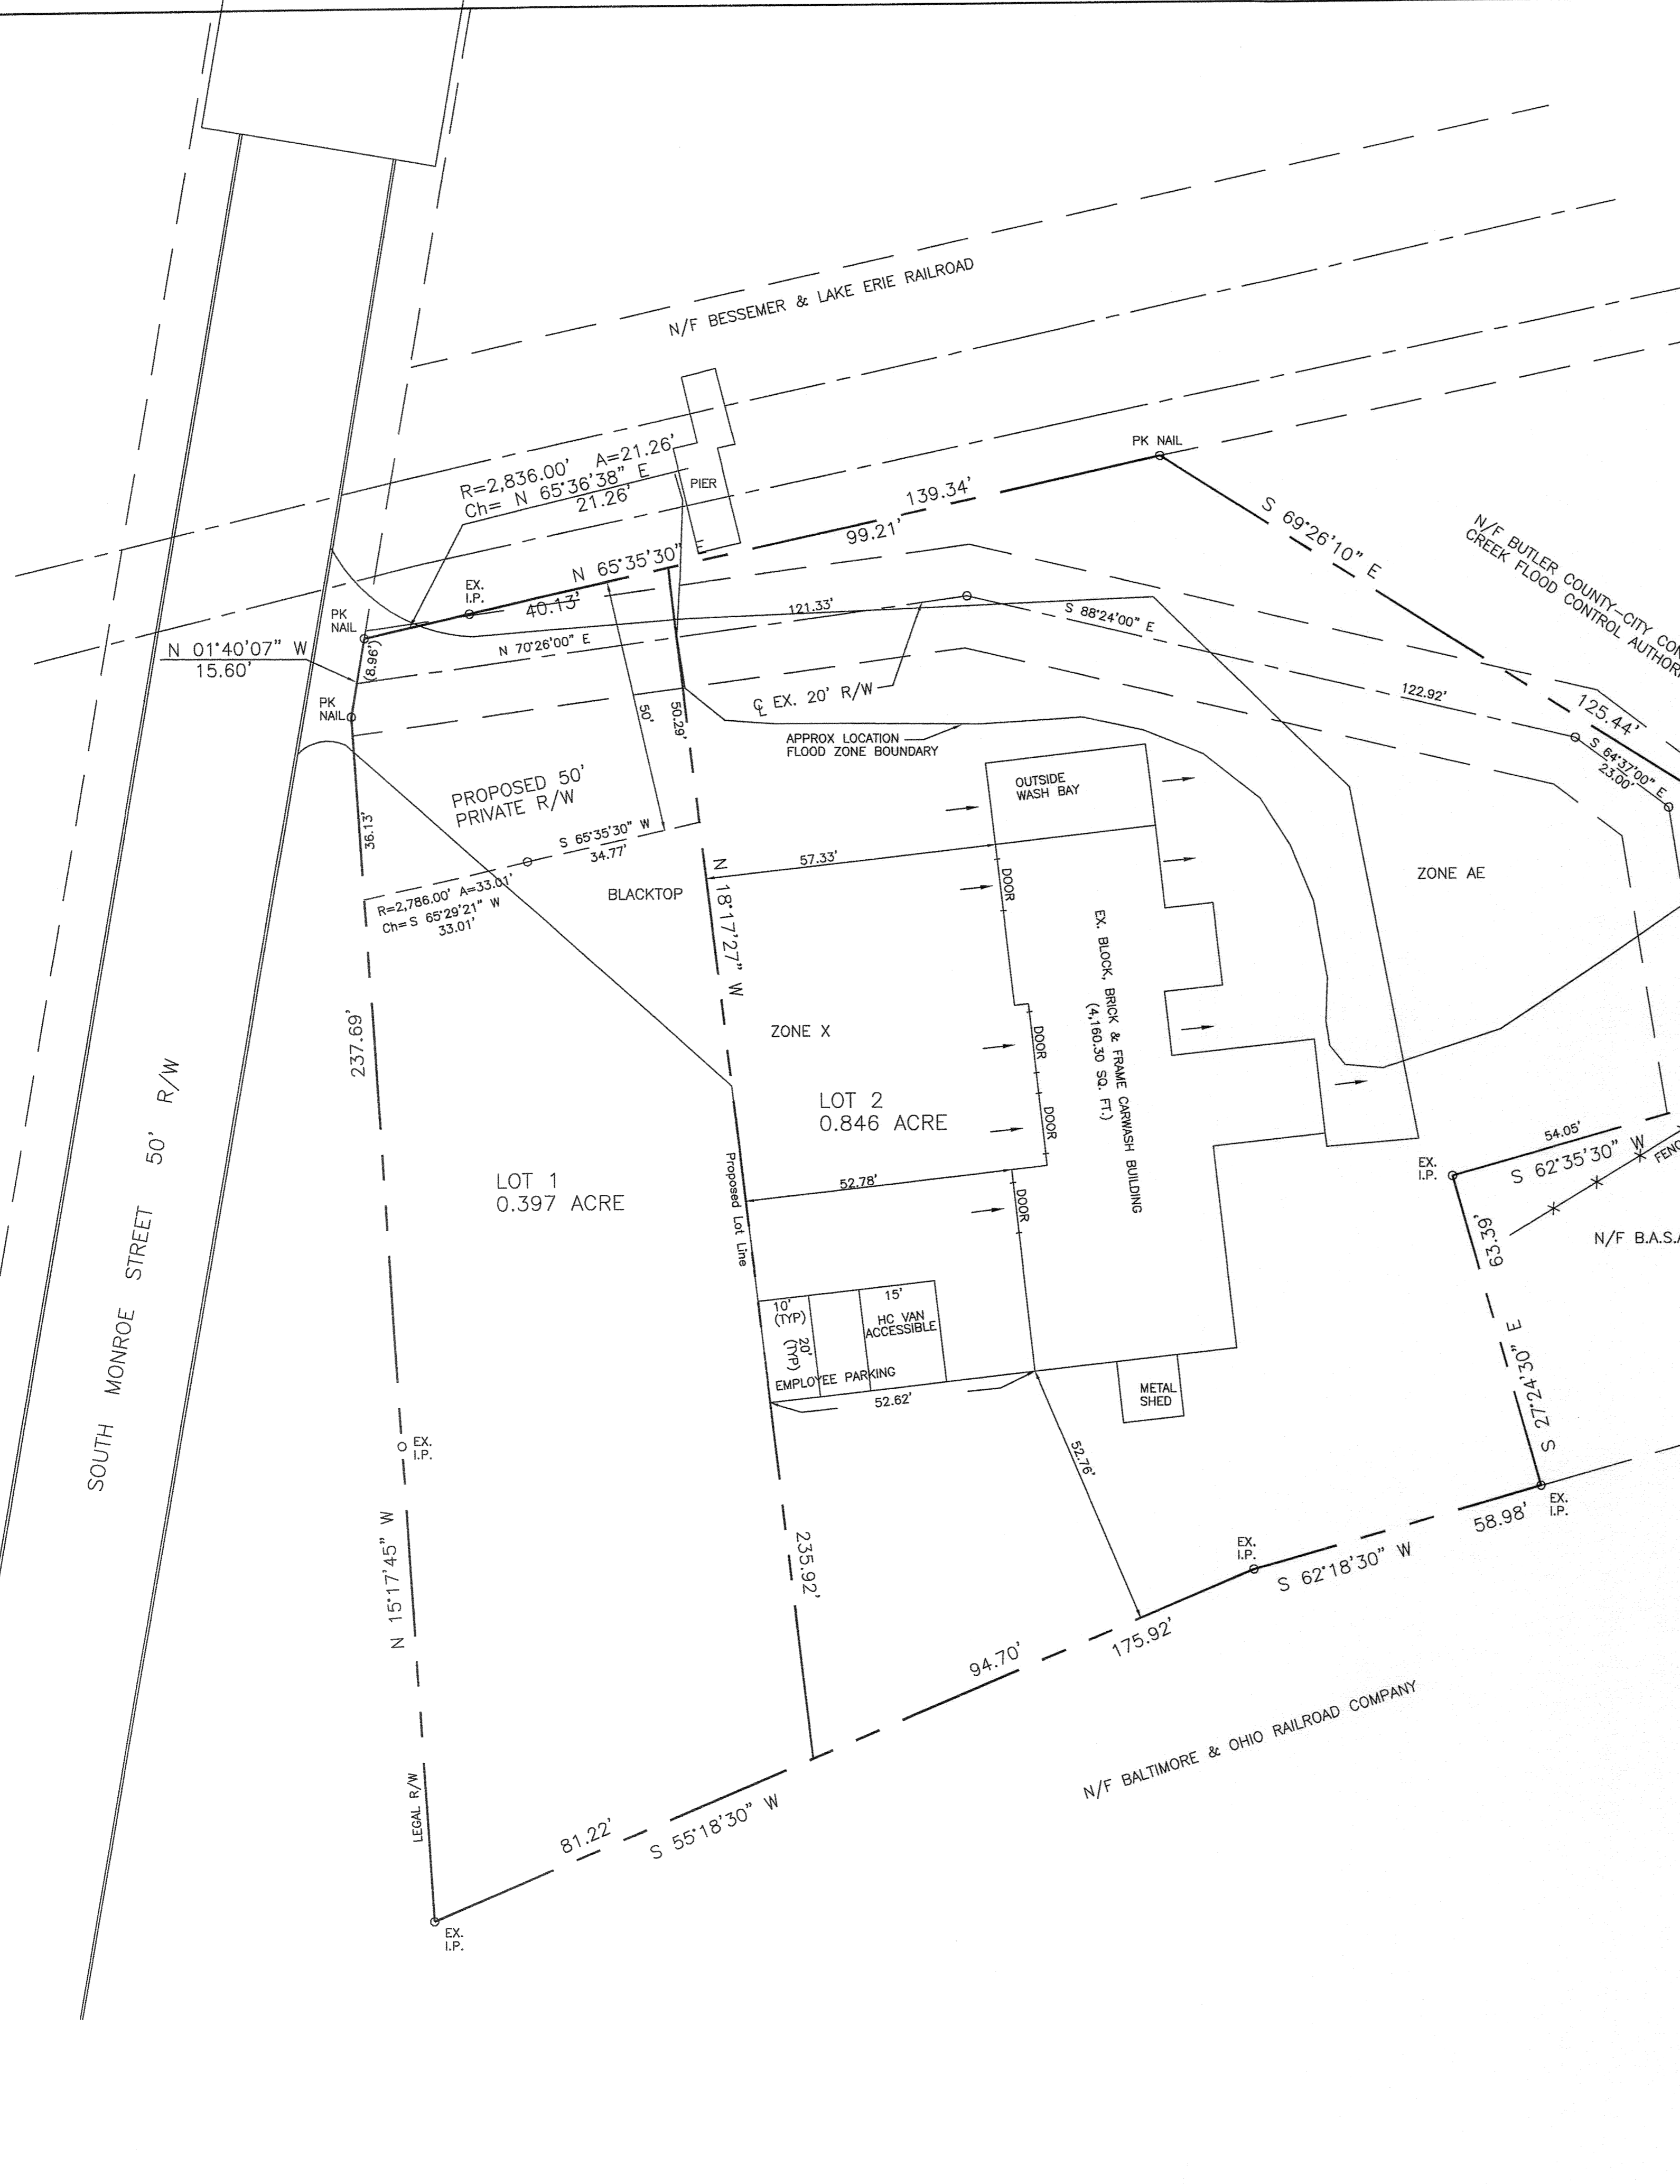 N/F BESSEMER & LAKE ERIE RAILROAD
R=2,836.00' A=21.26'
Ch= N 65°36'38" E
21.26'
PIER
PK NAIL
139.34'
99.21'
S 69°26'10" E
N/F BUTLER COUNTY-CITY
CREEK FLOOD CONTROL
N 65°35'30" E
40.13'
EX.
I.P.
PK
NAIL
N 01°40'07" W
15.60'
(8.96')
PK
NAIL
N 70°26'00" E
121.33'
S 88°24'00" E
122.92'
125.44'
S 64°37'00" E
23.00'
℄ EX. 20' R/W
APPROX LOCATION
FLOOD ZONE BOUNDARY
50'
50.29'
PROPOSED 50'
PRIVATE R/W
S 65°35'30" W
34.77'
36.13'
R=2,786.00' A=33.01'
Ch= S 65°29'21" W
33.01'
BLACKTOP
OUTSIDE
WASH BAY
57.33'
DOOR
N 18°17'27" W
ZONE AE
EX. BLOCK, BRICK & FRAME CARWASH BUILDING
(4,160.30 SQ. FT.)
ZONE X
DOOR
237.69'
LOT 2
0.846 ACRE
DOOR
SOUTH MONROE STREET 50' R/W
LOT 1
0.397 ACRE
Proposed Lot Line
52.78'
DOOR
54.05'
S 62°35'30" W
EX.
I.P.
63.39'
N/F B.A.S.A
10'
(TYP)
20'
(TYP)
15'
HC VAN
ACCESSIBLE
EMPLOYEE PARKING
52.62'
METAL
SHED
52.76'
S 27°24'30" E
EX.
I.P.
N 15°17'45" W
235.92'
EX.
I.P.
58.98'
EX.
I.P.
S 62°18'30" W
94.70'
175.92'
N/F BALTIMORE & OHIO RAILROAD COMPANY
LEGAL R/W
81.22'
S 55°18'30" W
EX.
I.P.